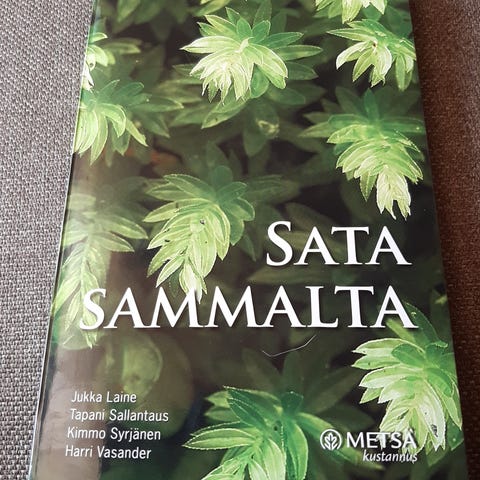 SATA
SAMMALTA
Jukka Laine
Tapani Sallantaus
Kimmo Syrjänen
Harri Vasander
METSÄ
kustannus